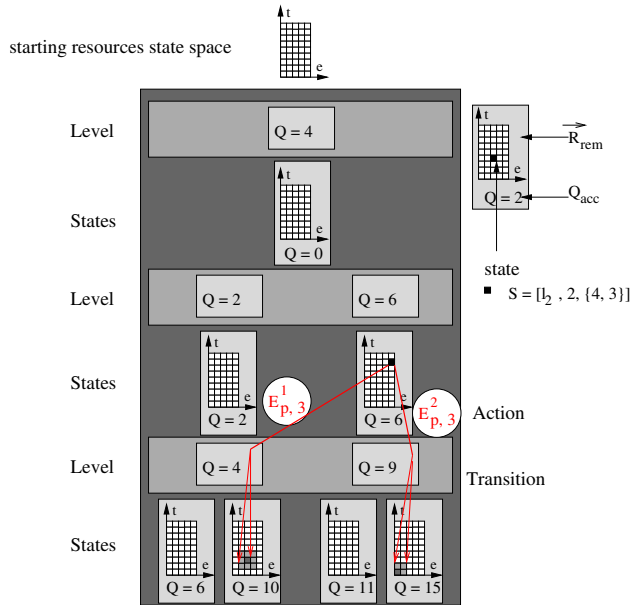 t
starting resources state space
e
Level
Q = 4
t
R_rem
e
Q = 2
Q_acc
States
t
e
Q = 0
state
S = [l_2 , 2, {4, 3}]
Level
Q = 2
Q = 6
States
t
e
Q = 2
E^1_p, 3
t
e
Q = 6
E^2_p, 3
Action
Level
Q = 4
Q = 9
Transition
States
t
e
Q = 6
t
e
Q = 10
t
e
Q = 11
t
e
Q = 15